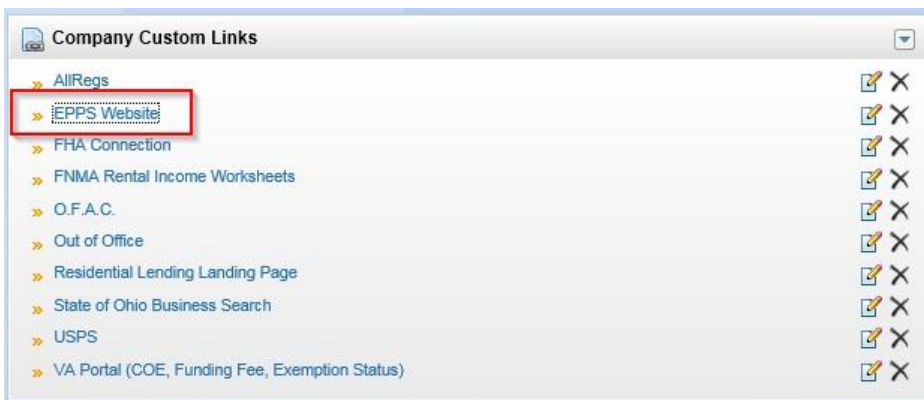 Company Custom Links
AllRegs
EPPS Website
FHA Connection
FNMA Rental Income Worksheets
O.F.A.C.
Out of Office
Residential Lending Landing Page
State of Ohio Business Search
USPS
VA Portal (COE, Funding Fee, Exemption Status)